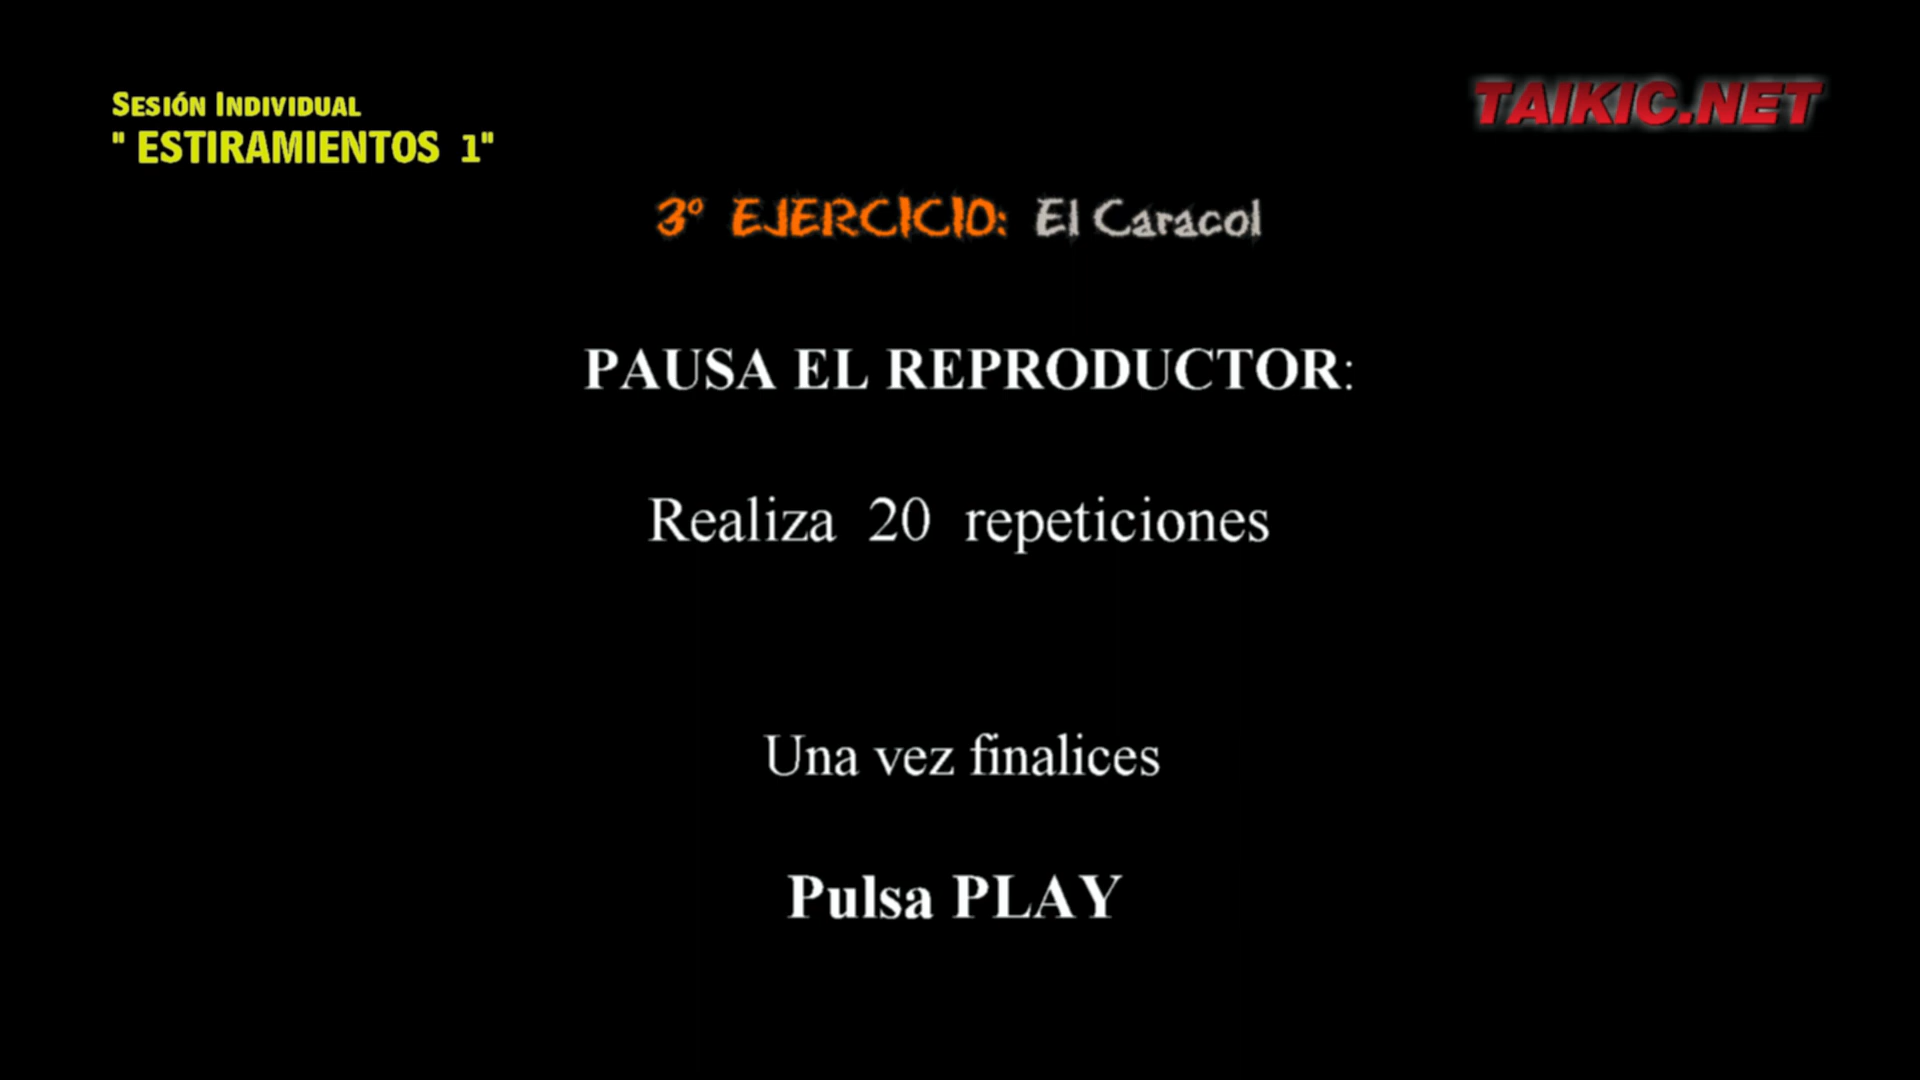 Sesión Individual
" ESTIRAMIENTOS 1"
TAIKIC.NET
3º EJERCICIO: El Caracol
PAUSA EL REPRODUCTOR:
Realiza 20 repeticiones
Una vez finalices
Pulsa PLAY